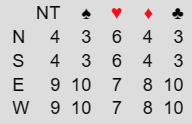 NT ♠ ♥ ♦ ♣
N 4 3 6 4 3
S 4 3 6 4 3
E 9 10 7 8 10
W 9 10 7 8 10